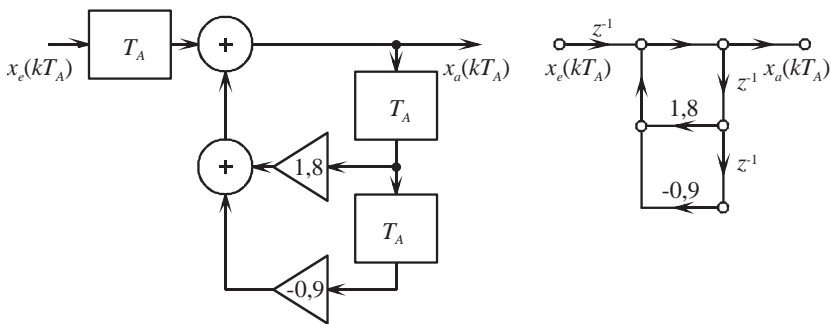 T_A
+
x_e(kT_A)
x_a(kT_A)
T_A
+
1,8
T_A
-0,9
z^-1
x_e(kT_A)
x_a(kT_A)
z^-1
1,8
z^-1
-0,9